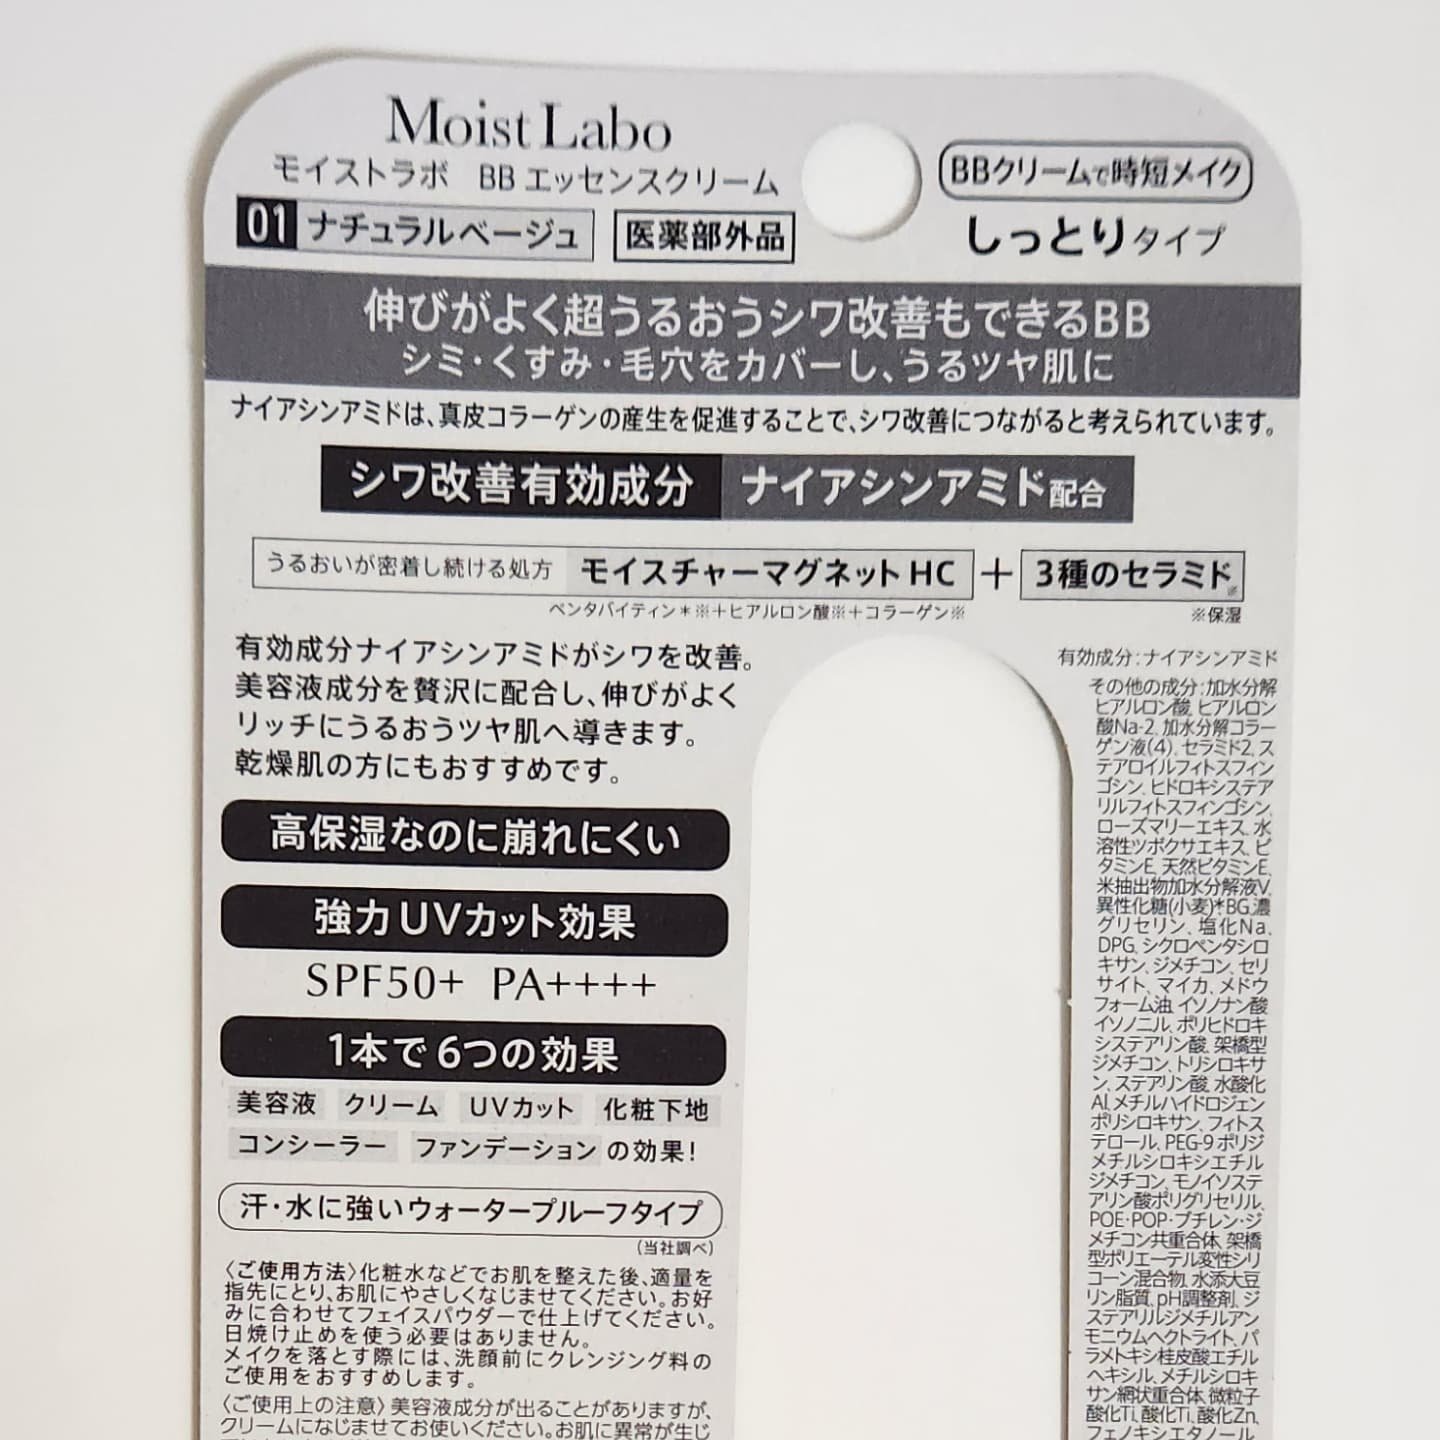 Moist Labo
モイストラボ BB エッセンスクリーム
01 ナチュラルベージュ 医薬部外品
BBクリームで時短メイク
しっとりタイプ
伸びがよく超うるおうシワ改善もできるBB
シミ・くすみ・毛穴をカバーし、うるツヤ肌に
ナイアシンアミドは、真皮コラーゲンの産生を促進することで、シワ改善につながると考えられています。
シワ改善有効成分 ナイアシンアミド配合
うるおいが密着し続ける処方 モイスチャーマグネット HC + 3種のセラミド※
ペンタバイティン*※+ヒアルロン酸※+コラーゲン※
※保湿
有効成分ナイアシンアミドがシワを改善。
美容液成分を贅沢に配合し、伸びがよく
リッチにうるおうツヤ肌へ導きます。
乾燥肌の方にもおすすめです。
高保湿なのに崩れにくい
強力UVカット効果
SPF50+ PA++++
1本で6つの効果
美容液 クリーム UVカット 化粧下地
コンシーラー ファンデーション の効果!
汗・水に強いウォータープルーフタイプ
(当社調べ)
〈ご使用方法〉化粧水などでお肌を整えた後、適量を
指先にとり、お肌にやさしくなじませてください。お好
みに合わせてフェイスパウダーで仕上げてください。
日焼け止めを使う必要はありません。
メイクを落とす際には、洗顔前にクレンジング料の
ご使用をおすすめします。
〈ご使用上の注意〉美容液成分が出ることがありますが、
クリームになじませてお使いください。お肌に異常が生じ
有効成分:ナイアシンアミド
その他の成分:加水分解
ヒアルロン酸、ヒアルロン
酸Na-2、加水分解コラー
ゲン液(4)、セラミド2、ス
テアロイルフィトスフィン
ゴシン、ヒドロキシステア
リルフィトスフィンゴシン、
ローズマリーエキス、水
溶性ツボクサエキス、ビ
タミンE、天然ビタミンE、
米抽出物加水分解液V、
異性化糖(小麦)*、BG、濃
グリセリン、塩化Na、
DPG、シクロペンタシロ
キサン、ジメチコン、セリ
サイト、マイカ、メドウ
フォーム油、イソノナン酸
イソノニル、ポリヒドロキ
システアリン酸、架橋型
ジメチコン、トリシロキサ
ン、ステアリン酸、水酸化
Al、メチルハイドロジェン
ポリシロキサン、フィトス
テロール、PEG-9ポリジ
メチルシロキシエチル
ジメチコン、モノイソステ
アリン酸ポリグリセリル、
POE・POP・ブチレン・ジ
メチコン共重合体、架橋
型ポリエーテル変性シリ
コーン混合物、水添大豆
リン脂質、pH調整剤、ジ
ステアリルジメチルアン
モニウムヘクトライト、パ
ラメトキシ桂皮酸エチル
ヘキシル、メチルシロキ
サン網状重合体、微粒子
酸化Ti、酸化Ti、酸化Zn、
フェノキシエタノール